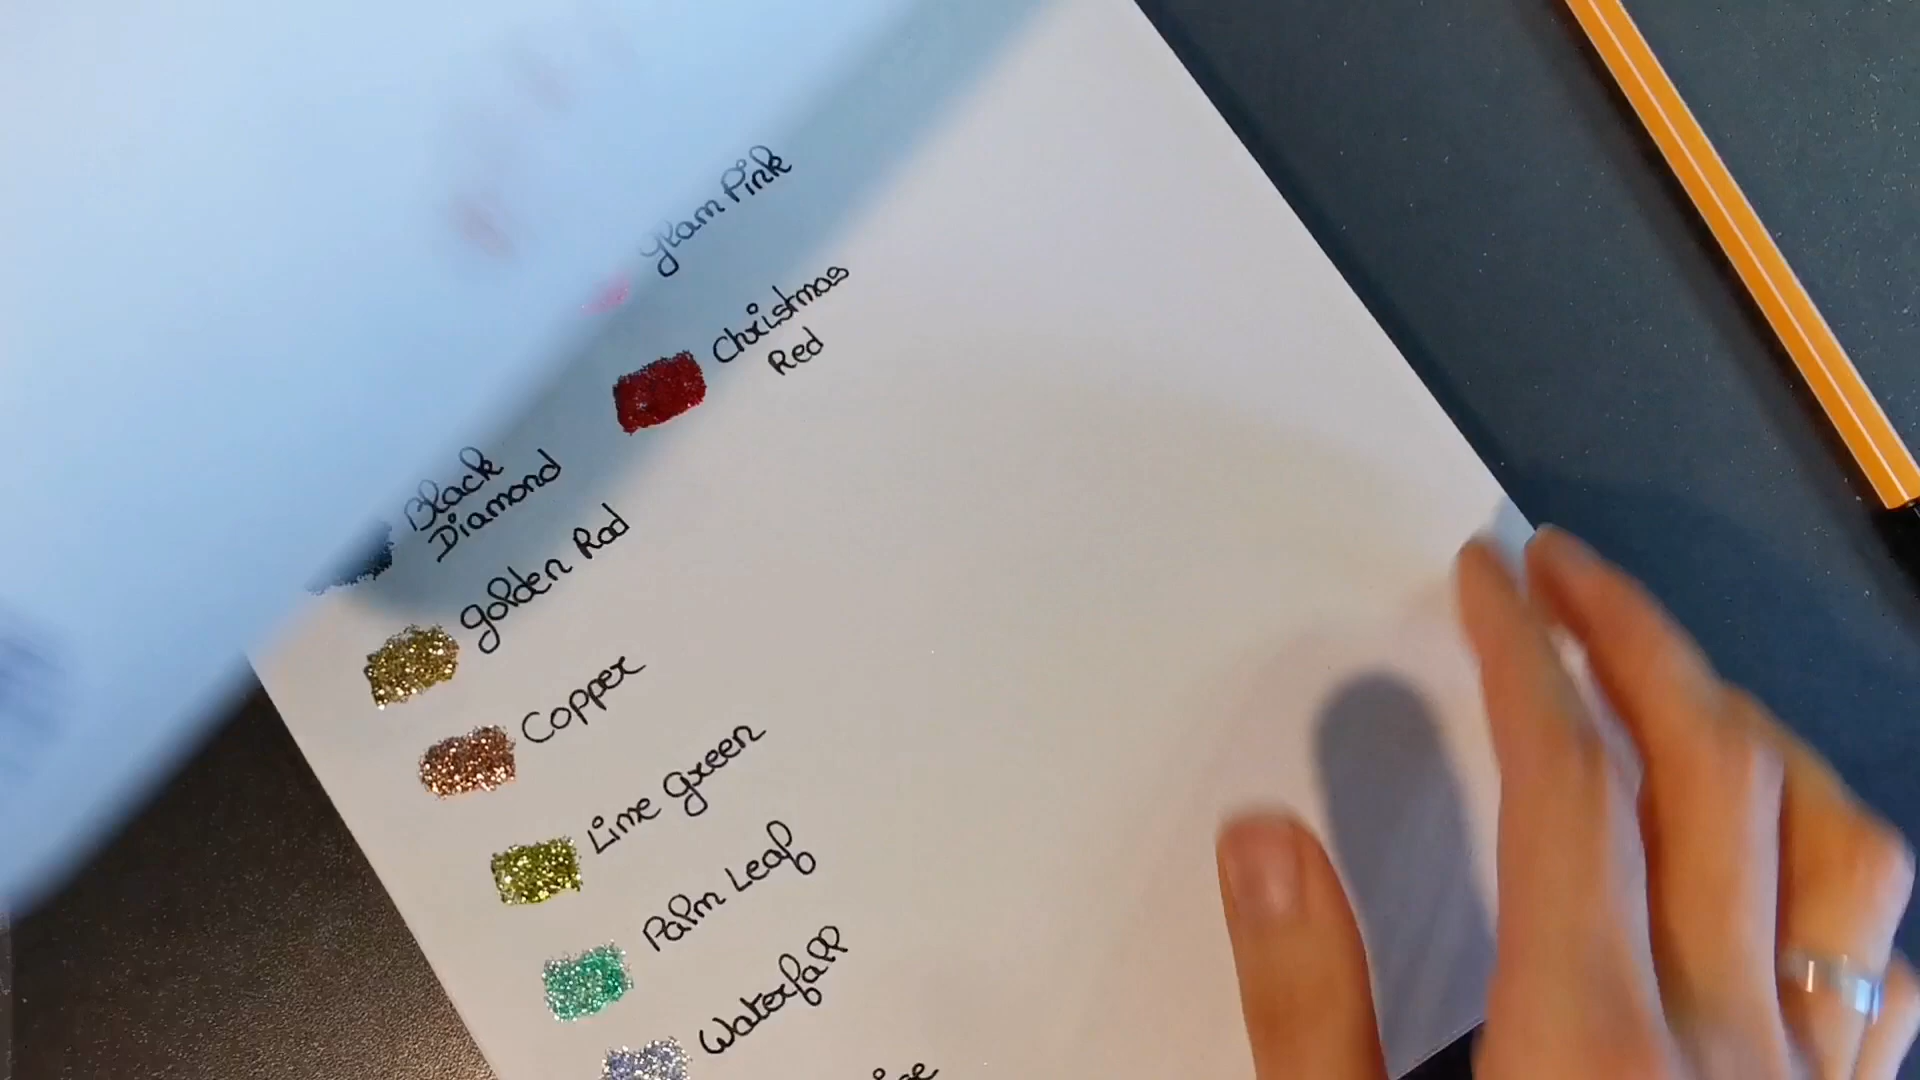 Glam Pink
Christmas
Red
Black
Diamond
Golden Rod
Copper
Lime Green
Palm Leaf
Waterfall